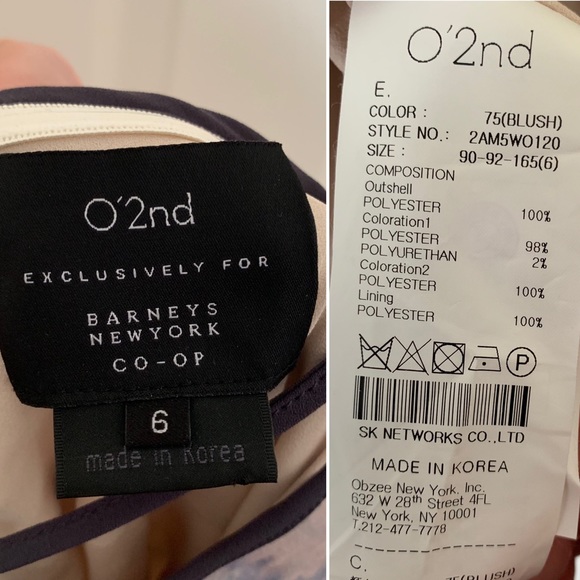 O'2nd
EXCLUSIVELY FOR
BARNEYS
NEWYORK
CO-OP
6
made in Korea
O'2nd
E.
COLOR : 75(BLUSH)
STYLE NO.: 2AM5WO120
SIZE : 90-92-165(6)
COMPOSITION
Outshell
POLYESTER 100%
Coloration1
POLYESTER 98%
POLYURETHAN 2%
Coloration2
POLYESTER 100%
Lining
POLYESTER 100%
P
SK NETWORKS CO.,LTD
MADE IN KOREA
Obzee New York, Inc.
632 W 28th Street 4FL
New York, NY 10001
T.212-477-7778
C.
75(BLUSH)